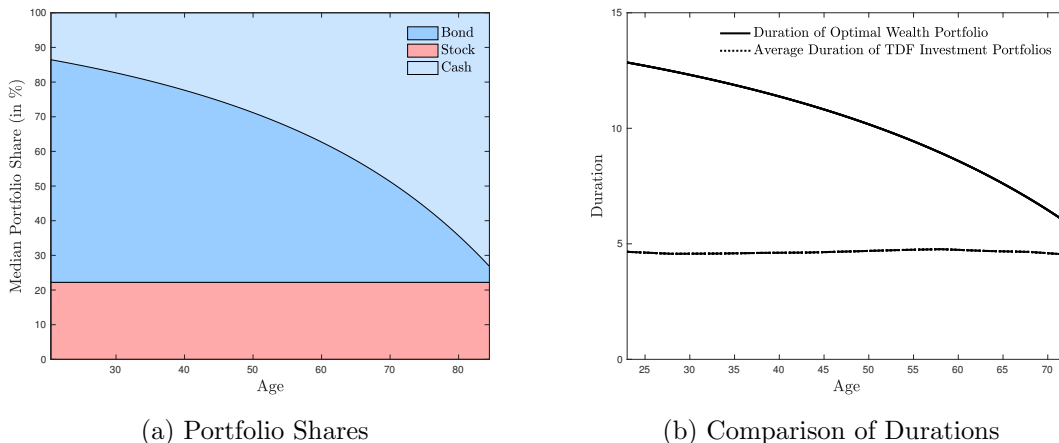 100
90
80
70
60
50
40
30
20
10
0
Median Portfolio Share (in %)
Bond
Stock
Cash
30 40 50 60 70 80
Age
(a) Portfolio Shares
15
10
5
0
Duration
Duration of Optimal Wealth Portfolio
Average Duration of TDF Investment Portfolios
25 30 35 40 45 50 55 60 65 70
Age
(b) Comparison of Durations